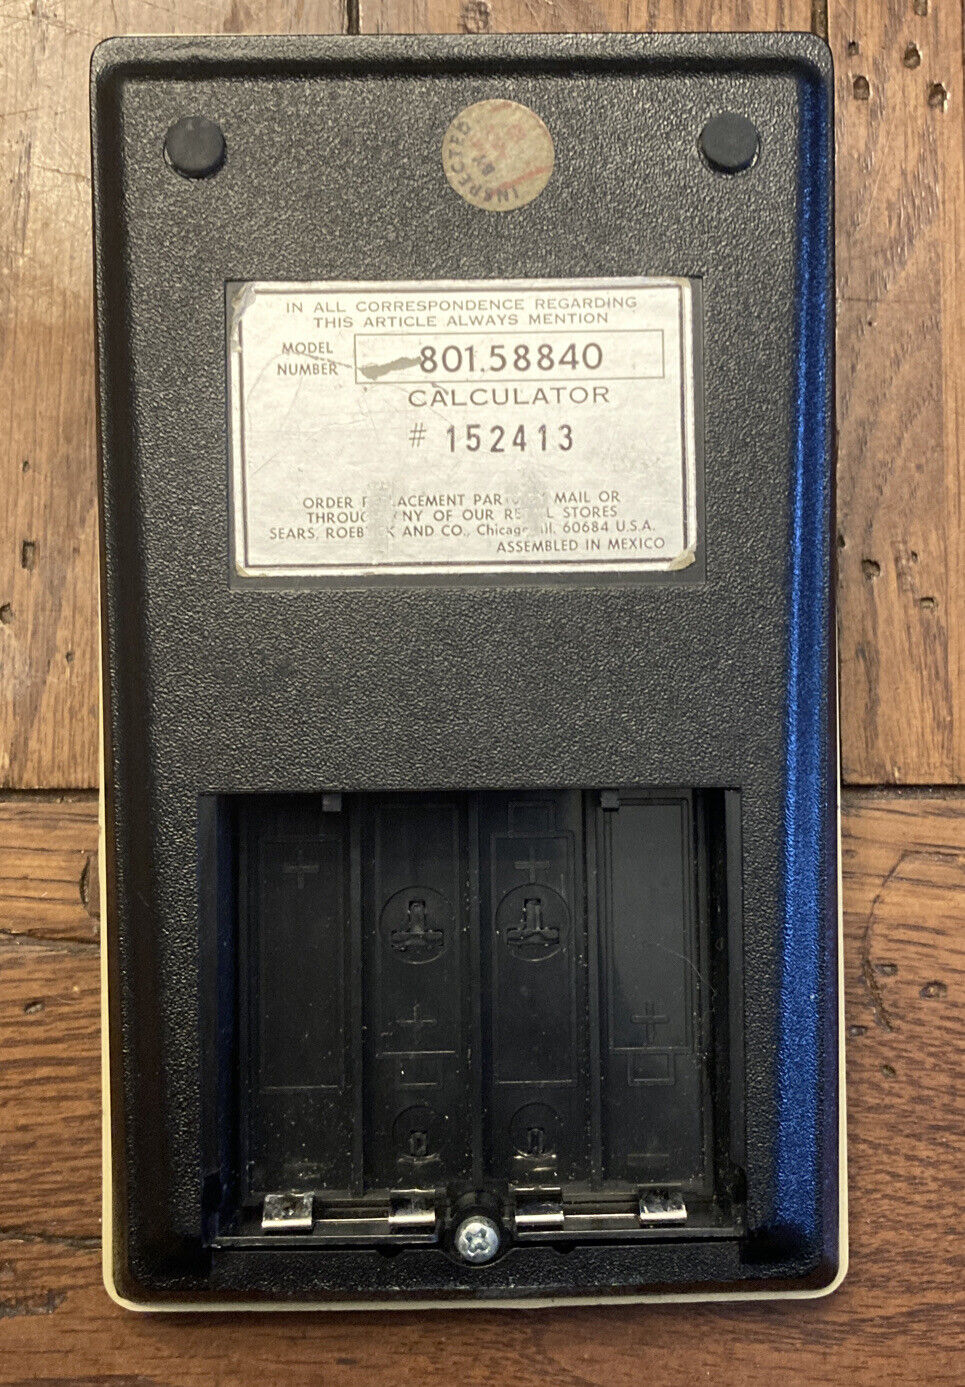 INSPECTED
BY
IN ALL CORRESPONDENCE REGARDING
THIS ARTICLE ALWAYS MENTION
MODEL
NUMBER
801.58840
CALCULATOR
# 152413
ORDER MAIL OR
OF OUR STORES
SEARS, AND CO., 60684 U.S.A.
ASSEMBLED IN MEXICO